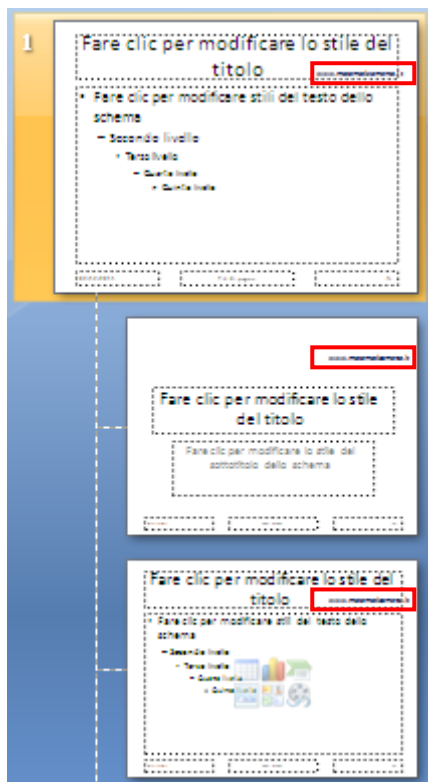 1
Fare clic per modificare lo stile del
titolo
• Fare clic per modificare stili del testo dello
schema
– Secondo livello
• Terzo livello
– Quarto livello
» Quinto livello
Fare clic per modificare lo stile
del titolo
Fare clic per modificare lo stile del
sottotitolo dello schema
Fare clic per modificare lo stile del
titolo
• Fare clic per modificare stili del testo dello
schema
– Secondo livello
• Terzo livello
– Quarto livello
» Quinto livello